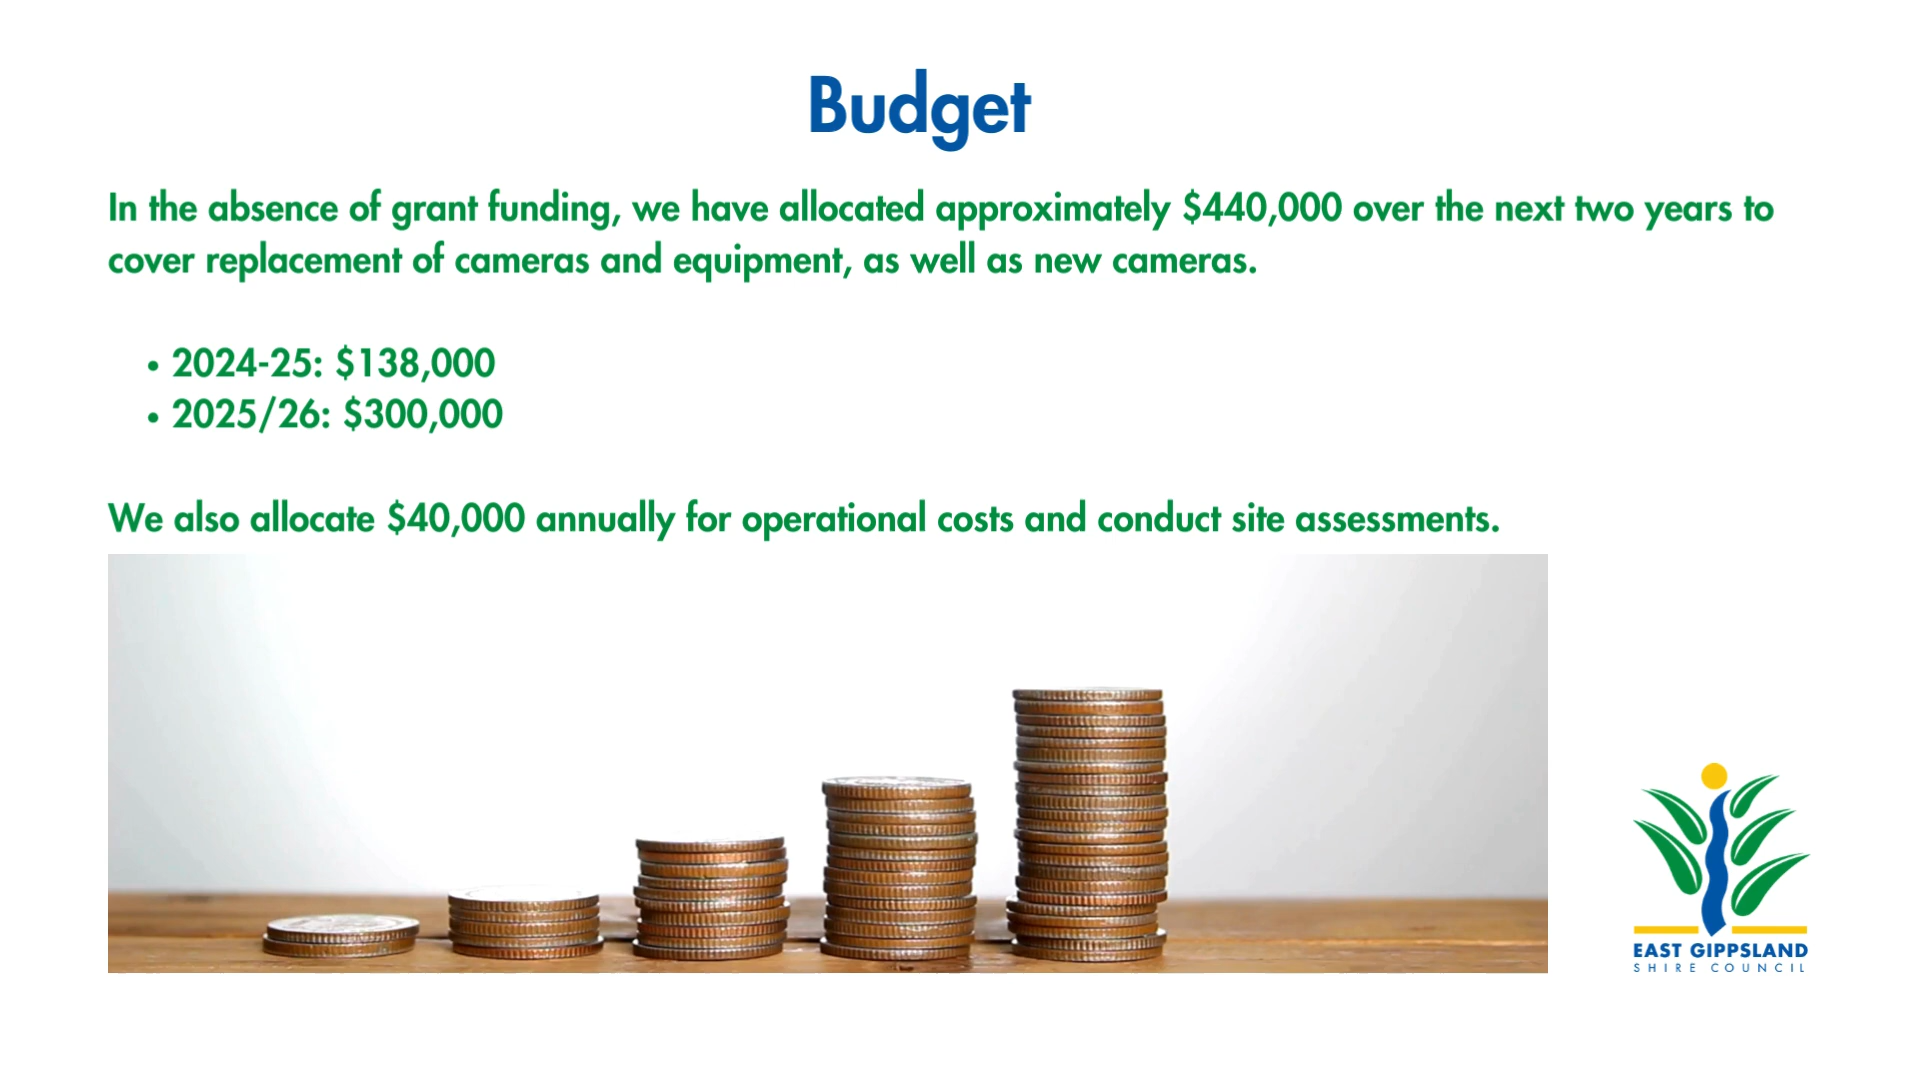 Budget
In the absence of grant funding, we have allocated approximately $440,000 over the next two years to
cover replacement of cameras and equipment, as well as new cameras.
• 2024-25: $138,000
• 2025/26: $300,000
We also allocate $40,000 annually for operational costs and conduct site assessments.
EAST GIPPSLAND
SHIRE COUNCIL